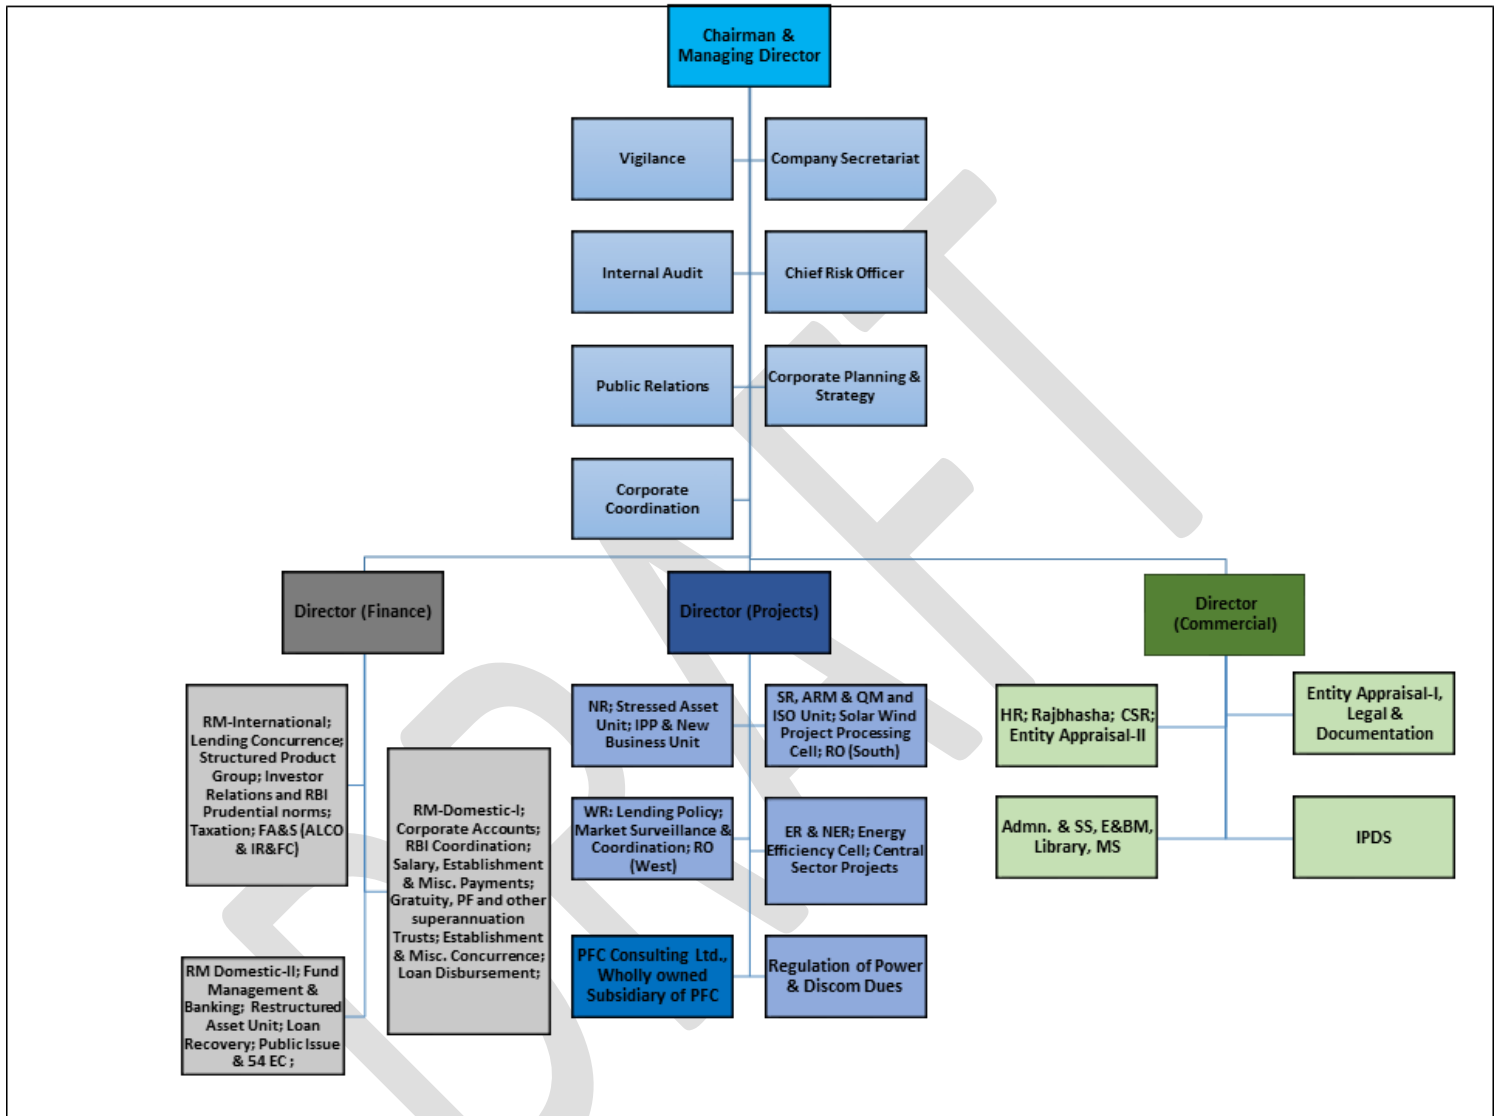 Chairman &
Managing Director
Vigilance
Company Secretariat
Internal Audit
Chief Risk Officer
Public Relations
Corporate Planning &
Strategy
Corporate
Coordination
Director (Finance)
Director (Projects)
Director
(Commercial)
RM-International;
Lending Concurrence;
Structured Product
Group; Investor
Relations and RBI
Prudential norms;
Taxation; FA&S (ALCO
& IR&FC)
RM-Domestic-I;
Corporate Accounts;
RBI Coordination;
Salary, Establishment
& Misc. Payments;
Gratuity, PF and other
superannuation
Trusts; Establishment
& Misc. Concurrence;
Loan Disbursement;
RM Domestic-II; Fund
Management &
Banking; Restructured
Asset Unit; Loan
Recovery; Public Issue
& 54 EC ;
NR; Stressed Asset
Unit; IPP & New
Business Unit
SR, ARM & QM and
ISO Unit; Solar Wind
Project Processing
Cell; RO (South)
WR: Lending Policy;
Market Surveillance &
Coordination; RO
(West)
ER & NER; Energy
Efficiency Cell; Central
Sector Projects
PFC Consulting Ltd.,
Wholly owned
Subsidiary of PFC
Regulation of Power
& Discom Dues
HR; Rajbhasha; CSR;
Entity Appraisal-II
Entity Appraisal-I,
Legal &
Documentation
Admn. & SS, E&BM,
Library, MS
IPDS
DRAFT